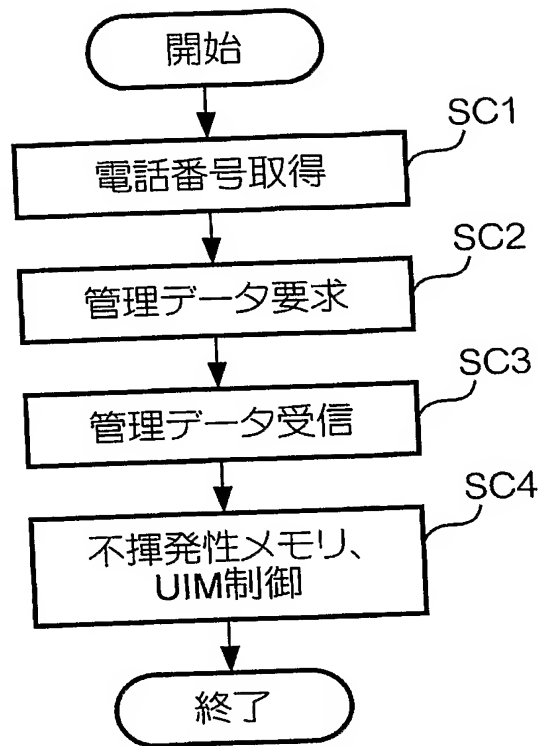 開始
SC1
電話番号取得
SC2
管理データ要求
SC3
管理データ受信
SC4
不揮発性メモリ、
UIM制御
終了